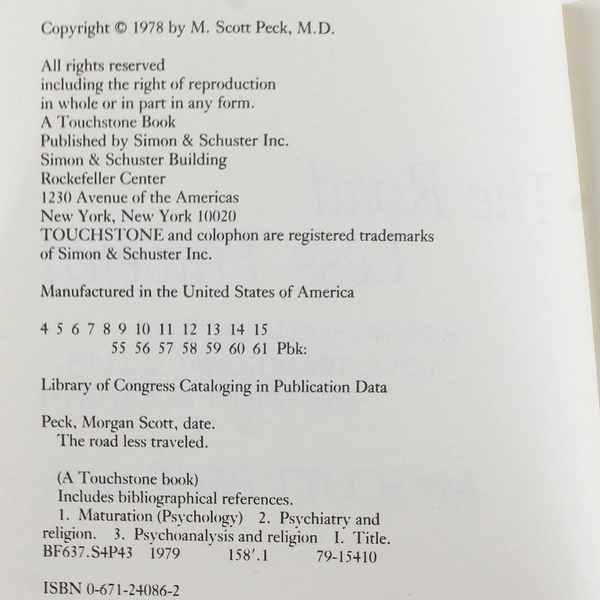 Copyright © 1978 by M. Scott Peck, M.D.
All rights reserved
including the right of reproduction
in whole or in part in any form.
A Touchstone Book
Published by Simon & Schuster Inc.
Simon & Schuster Building
Rockefeller Center
1230 Avenue of the Americas
New York, New York 10020
TOUCHSTONE and colophon are registered trademarks
of Simon & Schuster Inc.
Manufactured in the United States of America
4 5 6 7 8 9 10 11 12 13 14 15
55 56 57 58 59 60 61 Pbk:
Library of Congress Cataloging in Publication Data
Peck, Morgan Scott, date.
The road less traveled.
(A Touchstone book)
Includes bibliographical references.
1. Maturation (Psychology) 2. Psychiatry and
religion. 3. Psychoanalysis and religion I. Title.
BF637.S4P43 1979 158'.1 79-15410
ISBN 0-671-24086-2